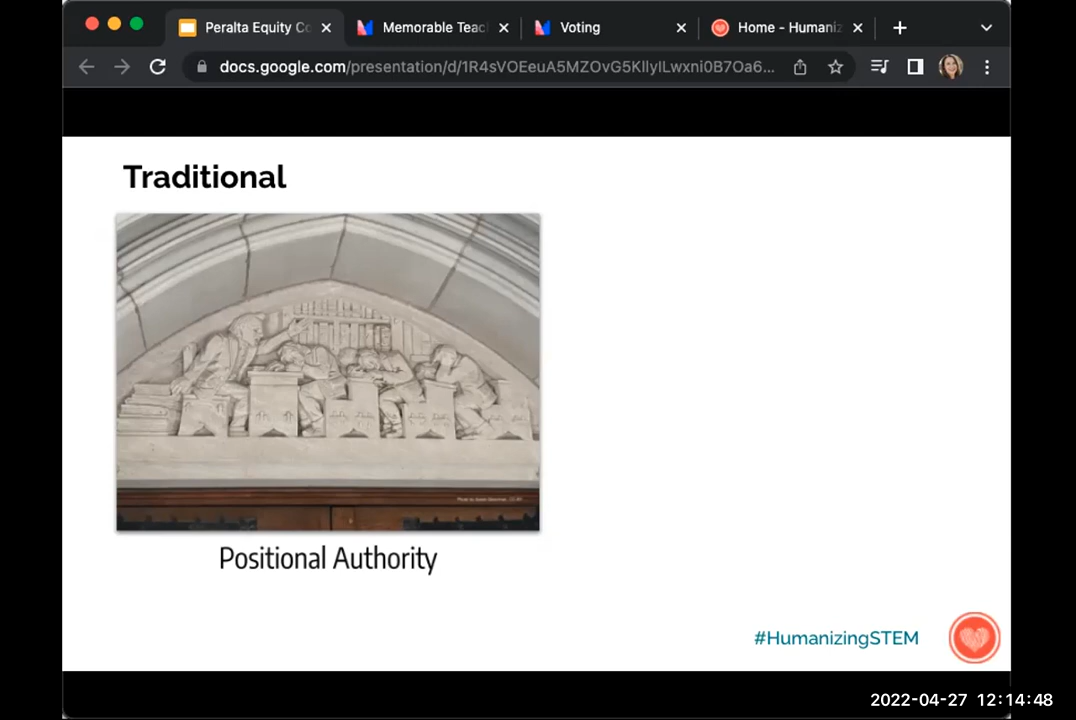 Peralta Equity Co
Memorable Teac
Voting
Home - Humaniz
docs.google.com/presentation/d/1R4sVOEeuA5MZOvG5KIlyILwxni0B7Oa6...
Traditional
Positional Authority
#HumanizingSTEM
2022-04-27 12:14:48